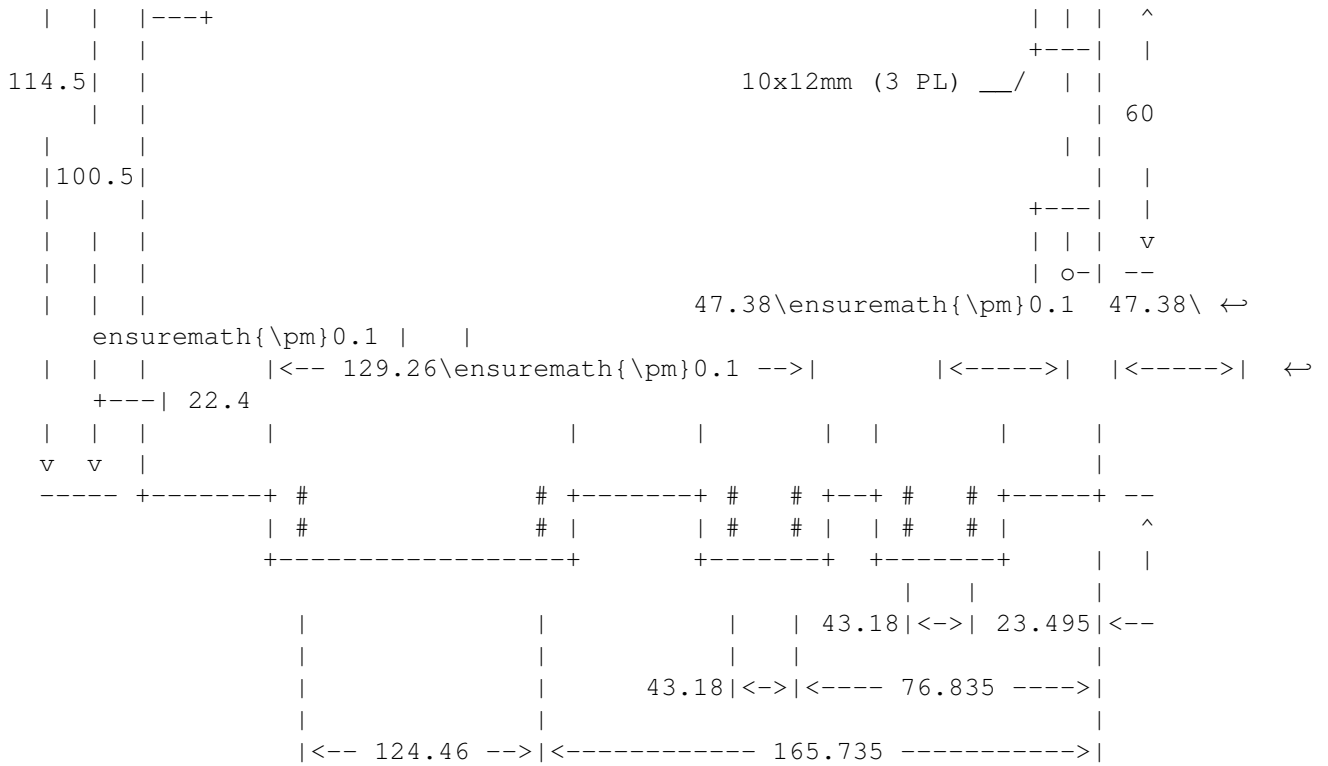 |   |   |---+                                                    | | |   ^
    |   |                                                        +---|   |
114.5|   |                                     10x12mm (3 PL) __/  | |
    |   |                                                            | 60
|       |                                                          | |
|100.5|                                                            |   |
|       |                                                        +---|   |
|   |   |                                                        | | |   v
|   |   |                                                        | o-|  --
|   |   |                                  47.38\ensuremath{\pm}0.1  47.38\ ↩
ensuremath{\pm}0.1 |   |
|   |   |       |<-- 129.26\ensuremath{\pm}0.1 -->|       |<----->|  |<----->|  ↩
+---| 22.4
|   |   |       |                  |       |       |  |       |     |
v   v   |                                                            |
----- +-------+ #              # +-------+ #   # +--+ #   # +-----+ --
| #              # |       | #   # |  | #   # |        ^
+------------------+       +-------+  +-------+     |  |
|   |       |
|              |           |   | 43.18|<->| 23.495|<--
|              |           |   |                  |
|              |      43.18|<->|<---- 76.835 ---->|
|              |                                  |
|<-- 124.46 -->|<------------ 165.735 ----------->|